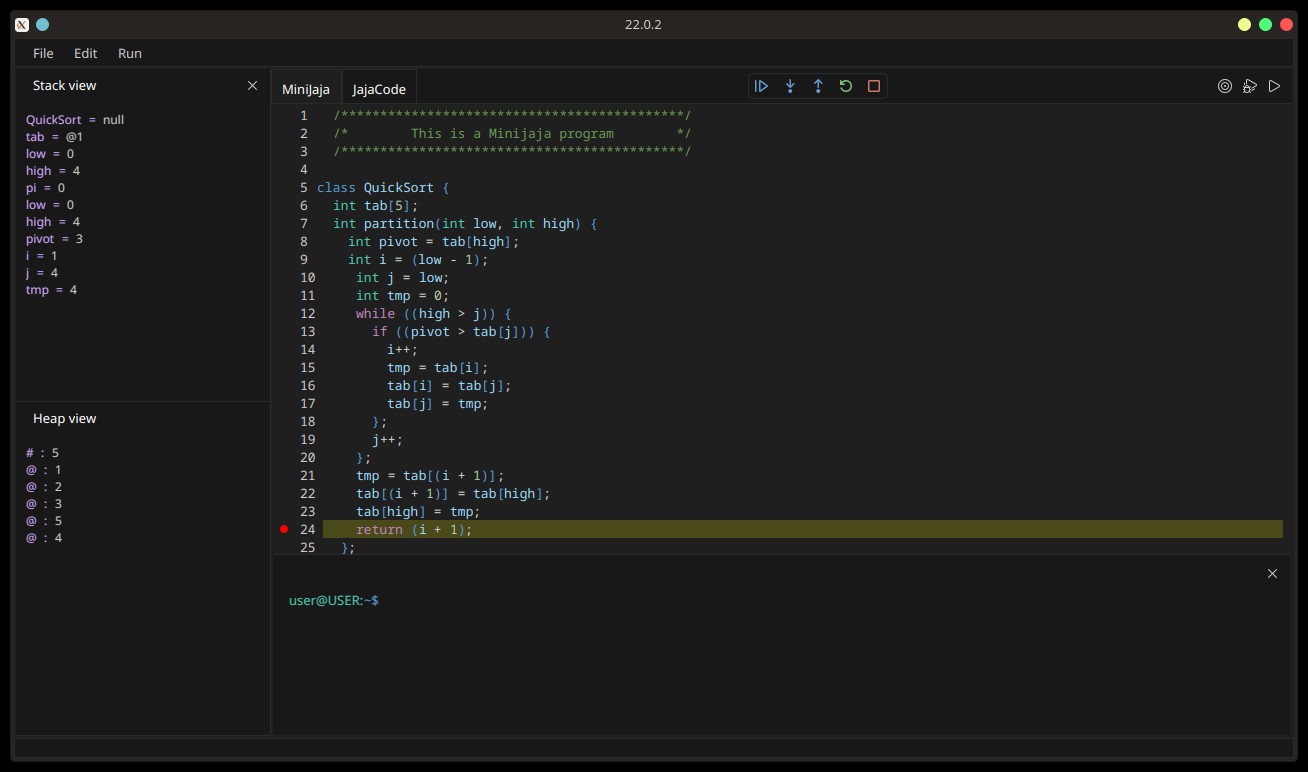 22.0.2
File Edit Run
Stack view
QuickSort = null
tab = @1
low = 0
high = 4
pi = 0
low = 0
high = 4
pivot = 3
i = 1
j = 4
tmp = 4
Heap view
# : 5
@ : 1
@ : 2
@ : 3
@ : 5
@ : 4
MiniJaja JajaCode
1 /********************************************/
2 /* This is a Minijaja program */
3 /********************************************/
4
5 class QuickSort {
6 int tab[5];
7 int partition(int low, int high) {
8 int pivot = tab[high];
9 int i = (low - 1);
10 int j = low;
11 int tmp = 0;
12 while ((high > j)) {
13 if ((pivot > tab[j])) {
14 i++;
15 tmp = tab[i];
16 tab[i] = tab[j];
17 tab[j] = tmp;
18 };
19 j++;
20 };
21 tmp = tab[(i + 1)];
22 tab[(i + 1)] = tab[high];
23 tab[high] = tmp;
24 return (i + 1);
25 };
user@USER:~$